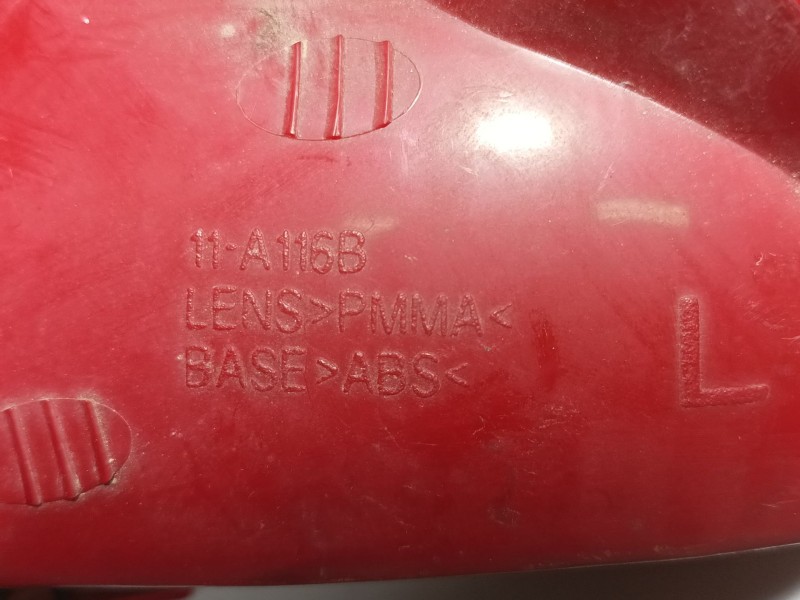 11-A116B
LENS>PMMA<
BASE>ABS<
L